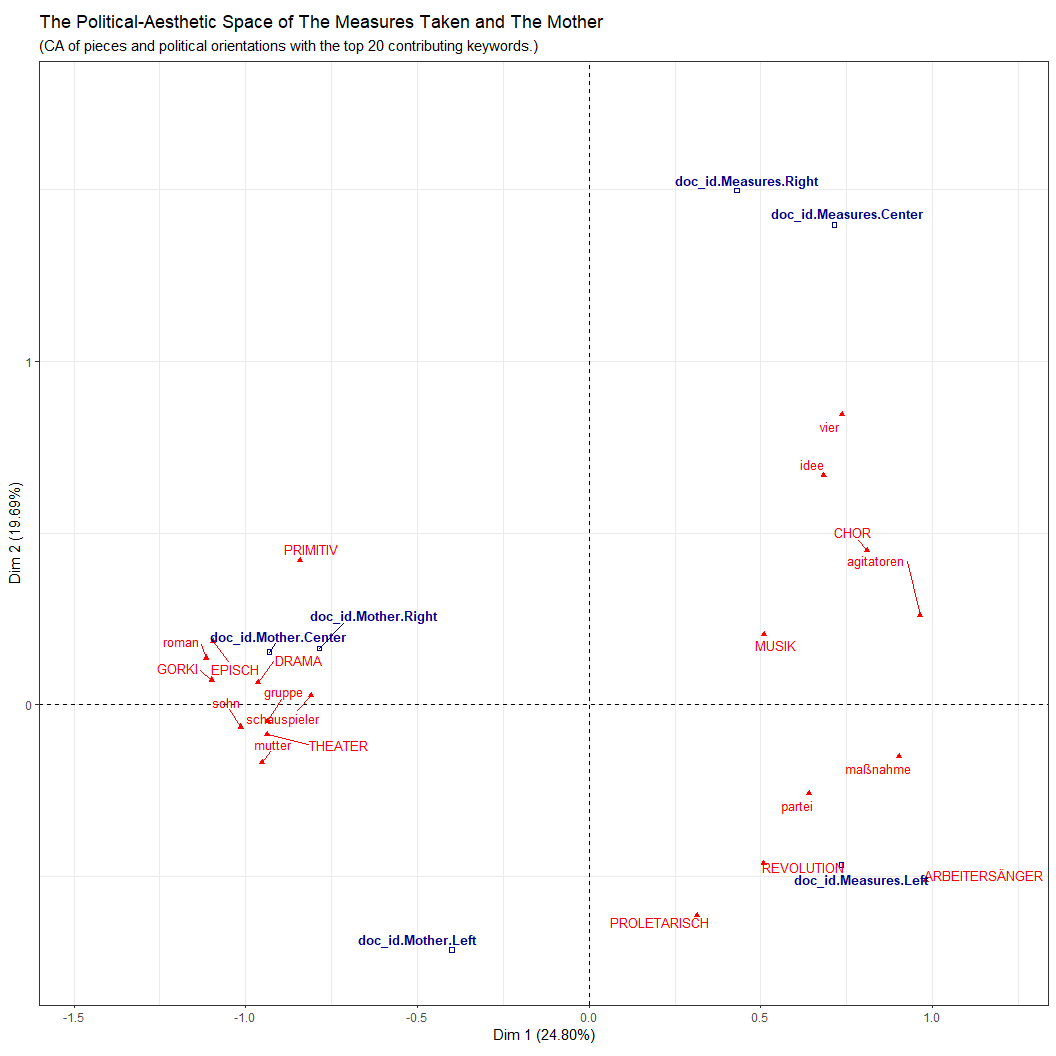 The Political-Aesthetic Space of The Measures Taken and The Mother
(CA of pieces and political orientations with the top 20 contributing keywords.)
doc_id.Measures.Right
doc_id.Measures.Center
1
vier
idee
CHOR
agitatoren
PRIMITIV
doc_id.Mother.Right
doc_id.Mother.Center
roman
MUSIK
DRAMA
GORKI
EPISCH
gruppe
sohn
0
schauspieler
mutter
THEATER
maßnahme
partei
REVOLUTION
ARBEITERSÄNGER
doc_id.Measures.Left
PROLETARISCH
doc_id.Mother.Left
-1.5
-1.0
-0.5
0.0
0.5
1.0
Dim 1 (24.80%)
Dim 2 (19.69%)